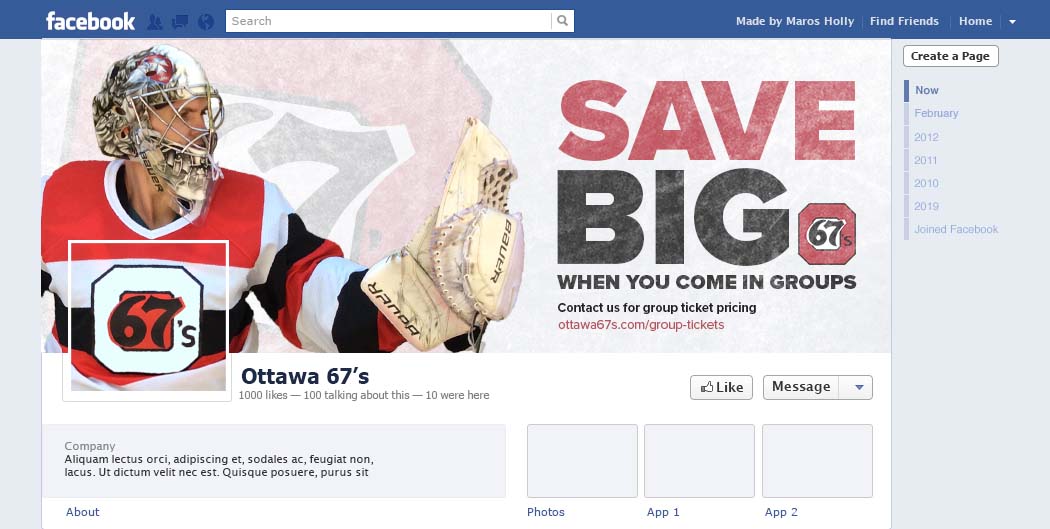 facebook
Search
Made by Maros Holly
Find Friends
Home
Create a Page
Now
February
2012
2011
2010
2019
Joined Facebook
BAUER
BAUER
BAUER
67
67's
SAVE
BIG
67's
WHEN YOU COME IN GROUPS
Contact us for group ticket pricing
ottawa67s.com/group-tickets
Ottawa 67's
1000 likes — 100 talking about this — 10 were here
Like
Message
Company
Aliquam lectus orci, adipiscing et, sodales ac, feugiat non,
lacus. Ut dictum velit nec est. Quisque posuere, purus sit
About
Photos
App 1
App 2